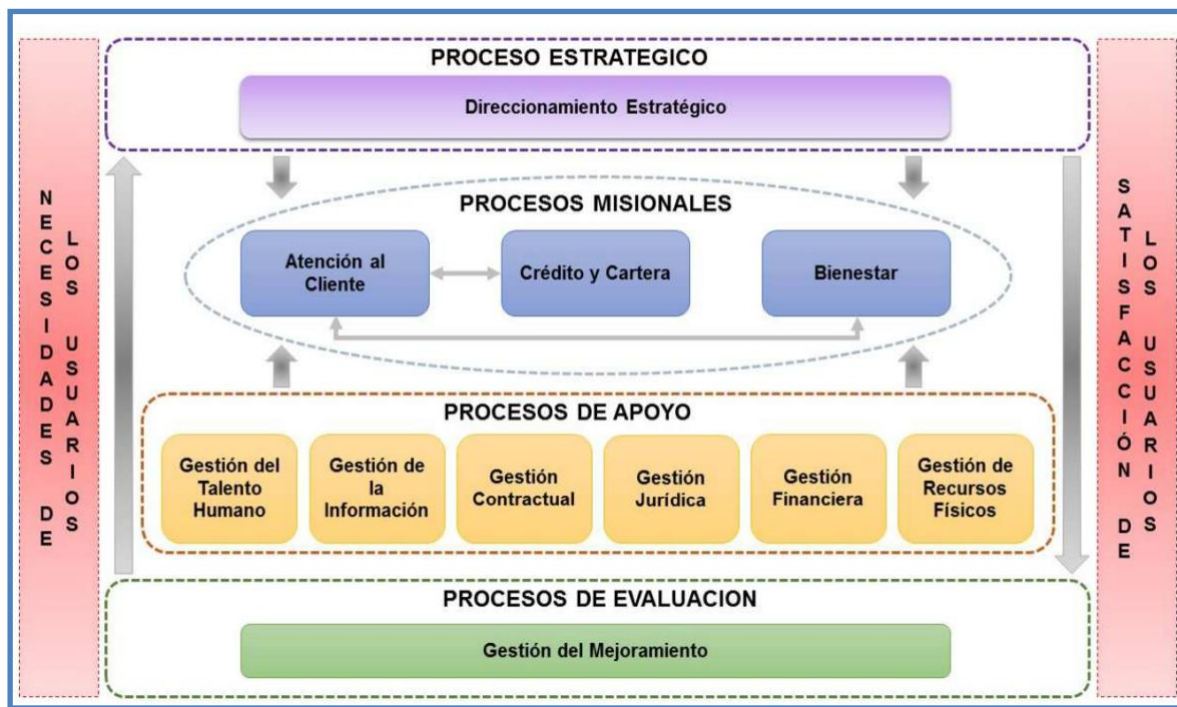 NECESIDADES DE
LOS USUARIOS
PROCESO ESTRATEGICO
Direccionamiento Estratégico
PROCESOS MISIONALES
Atención al
Cliente
Crédito y Cartera
Bienestar
PROCESOS DE APOYO
Gestión del
Talento
Humano
Gestión de
la
Información
Gestión
Contractual
Gestión
Jurídica
Gestión
Financiera
Gestión de
Recursos
Físicos
PROCESOS DE EVALUACION
Gestión del Mejoramiento
SATISFACCIÓN DE
LOS USUARIOS